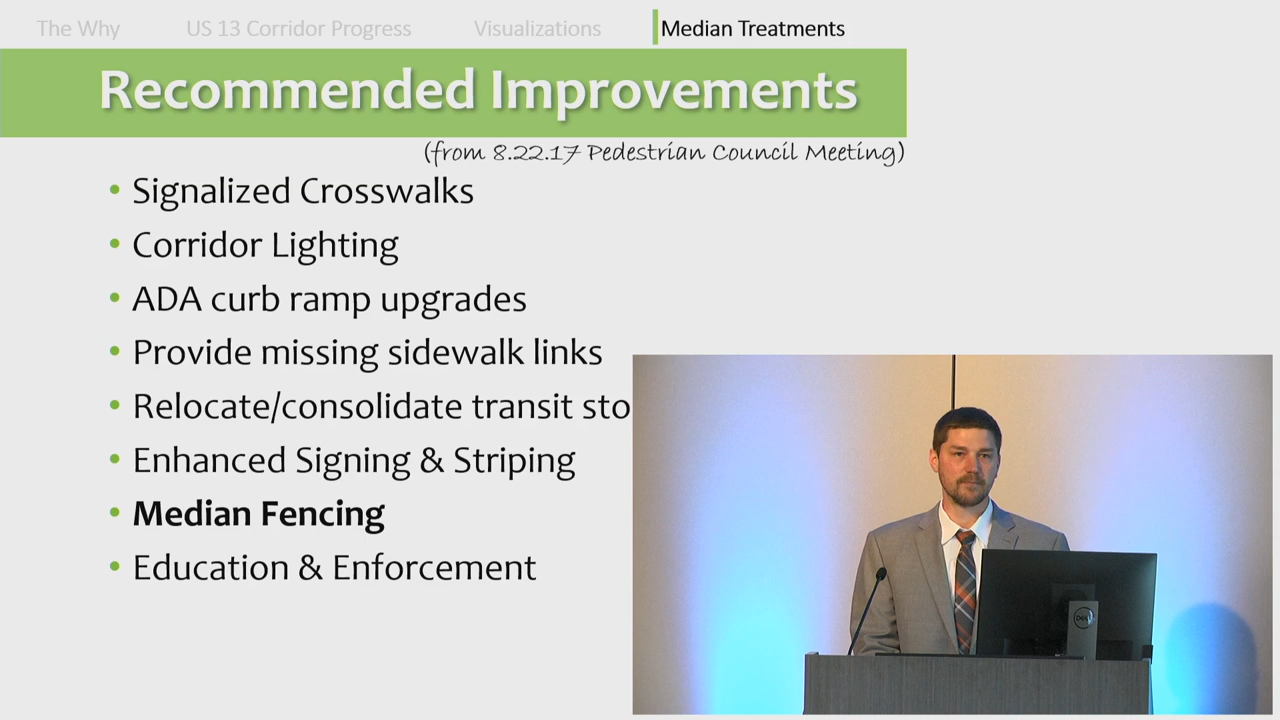 The Why US 13 Corridor Progress Visualizations Median Treatments
Recommended Improvements
(from 8.22.17 Pedestrian Council Meeting)
• Signalized Crosswalks
• Corridor Lighting
• ADA curb ramp upgrades
• Provide missing sidewalk links
• Relocate/consolidate transit sto
• Enhanced Signing & Striping
• Median Fencing
• Education & Enforcement
DELL